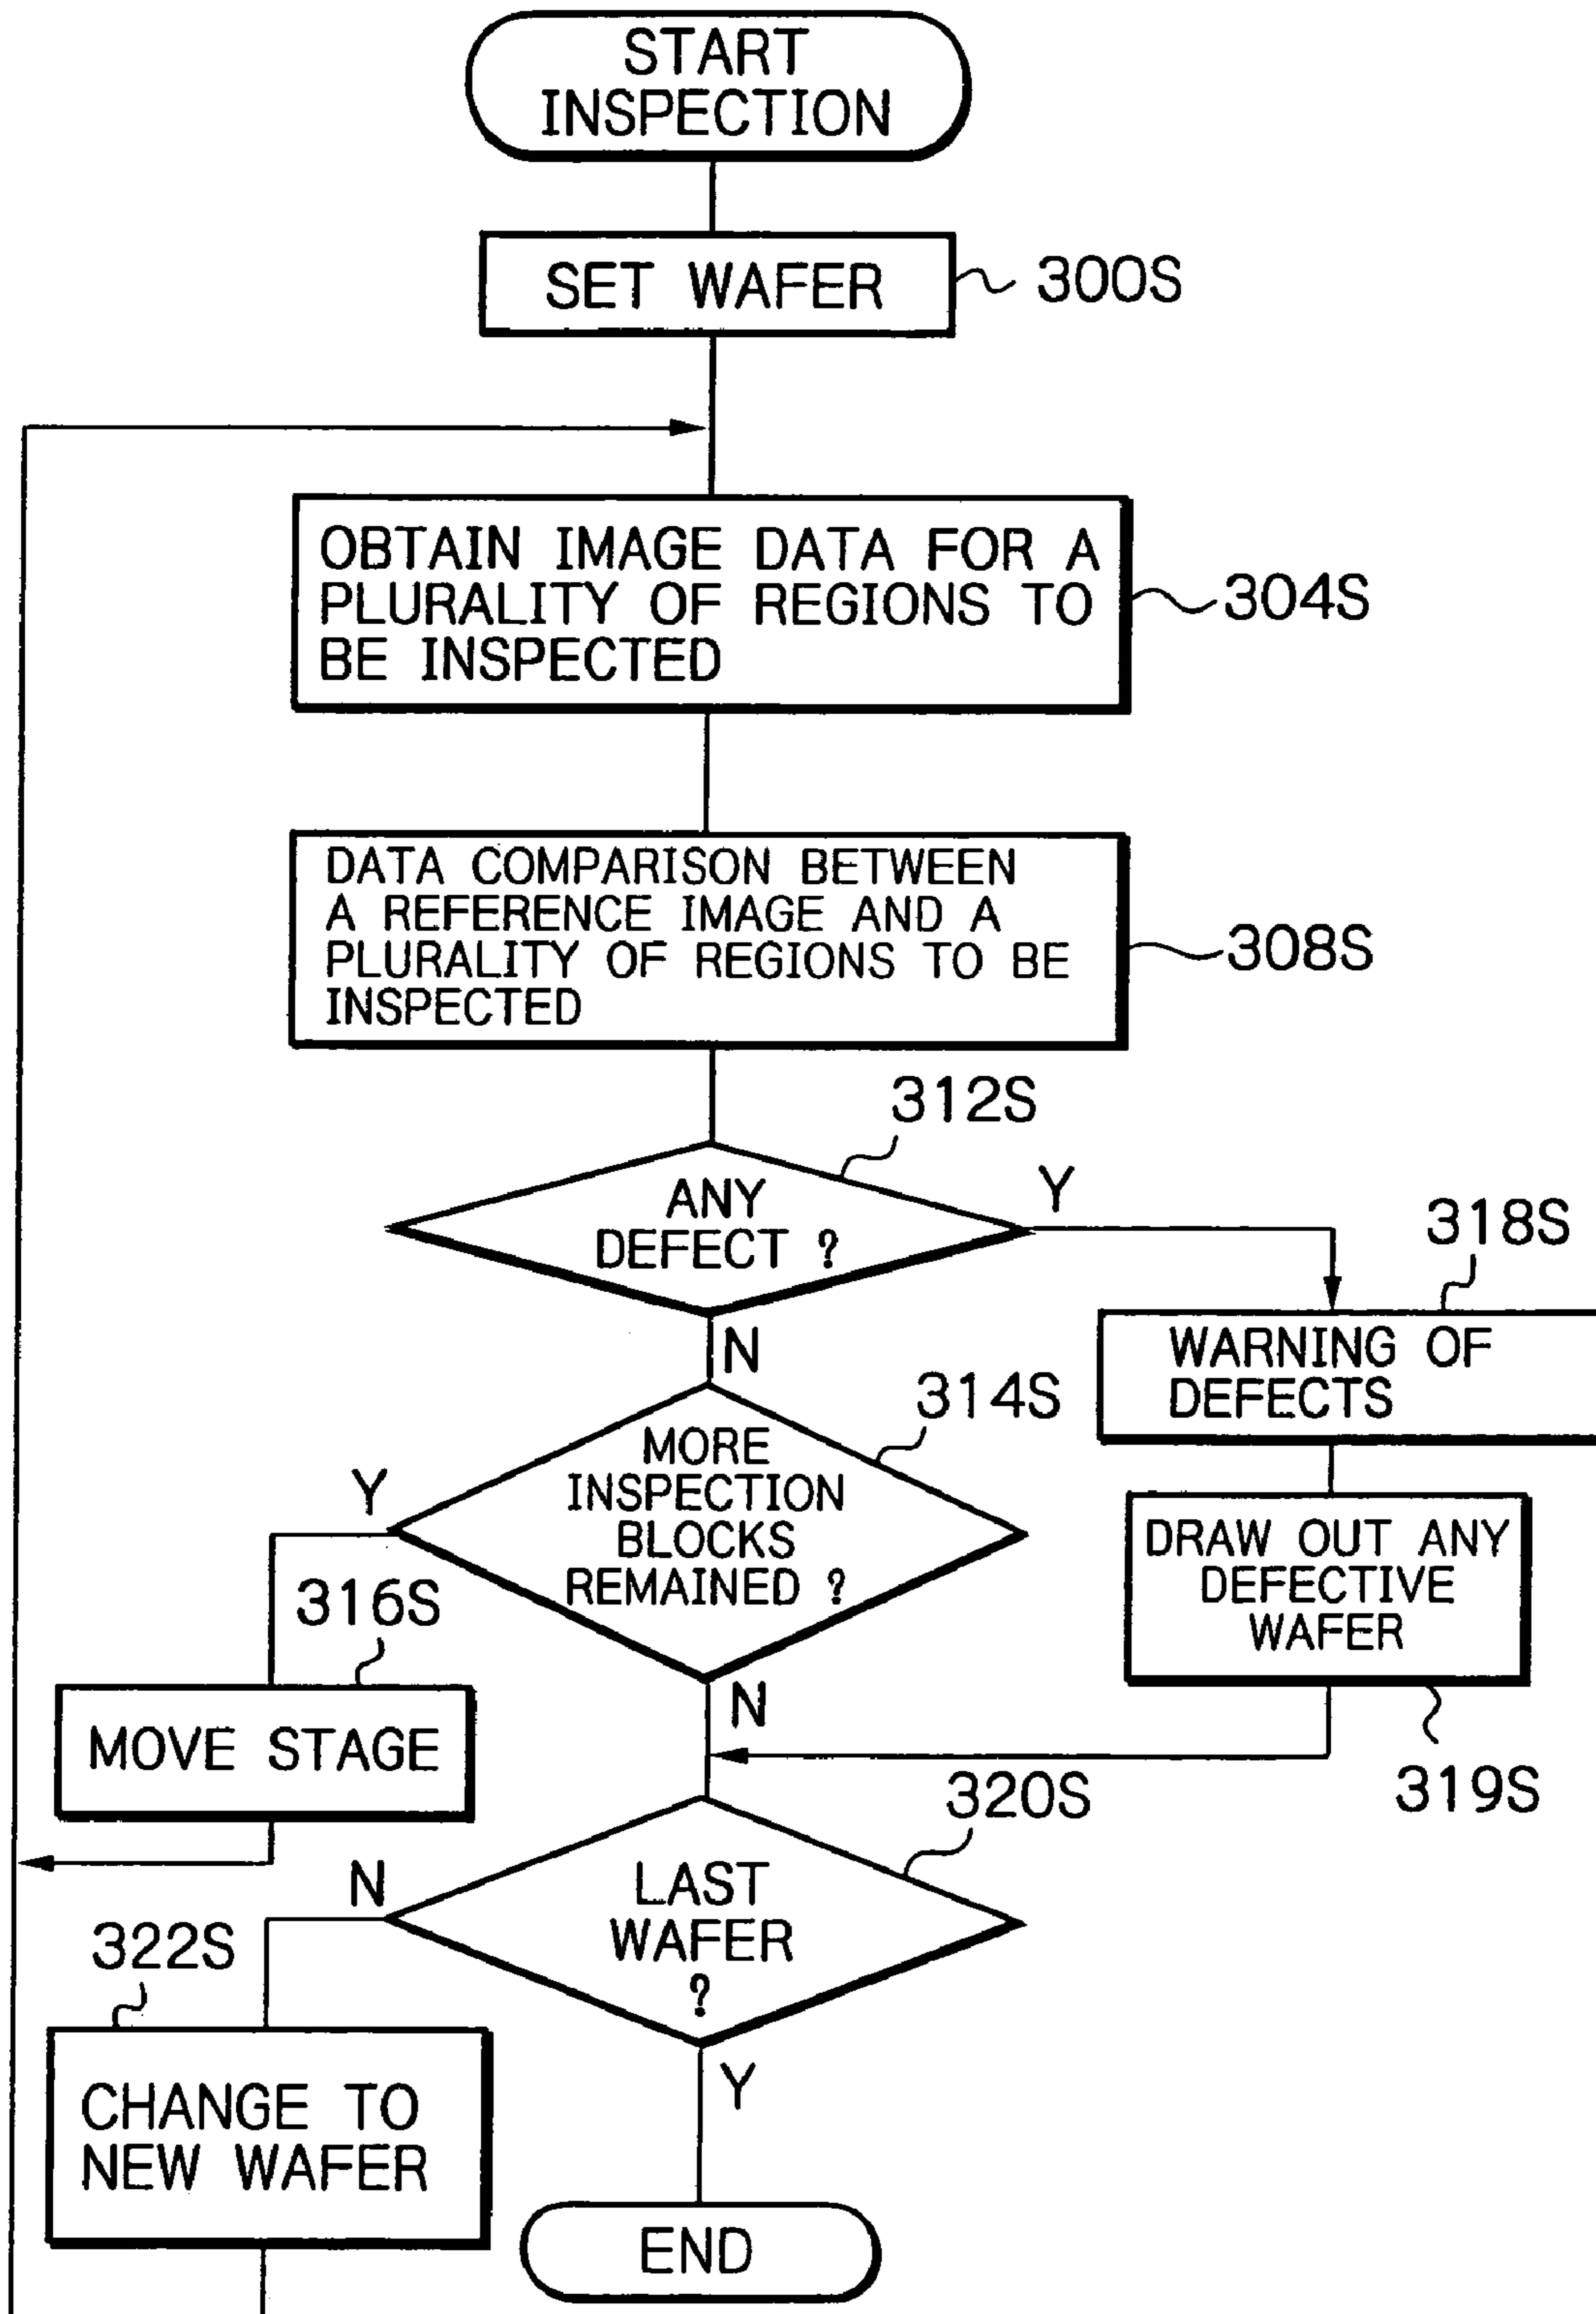 START
INSPECTION
SET WAFER
300S
OBTAIN IMAGE DATA FOR A
PLURALITY OF REGIONS TO
BE INSPECTED
304S
DATA COMPARISON BETWEEN
A REFERENCE IMAGE AND A
PLURALITY OF REGIONS TO BE
INSPECTED
308S
312S
ANY
DEFECT ?
Y
N
318S
WARNING OF
DEFECTS
314S
MORE
INSPECTION
BLOCKS
REMAINED ?
Y
N
DRAW OUT ANY
DEFECTIVE
WAFER
319S
316S
MOVE STAGE
320S
LAST
WAFER
?
N
Y
322S
CHANGE TO
NEW WAFER
END